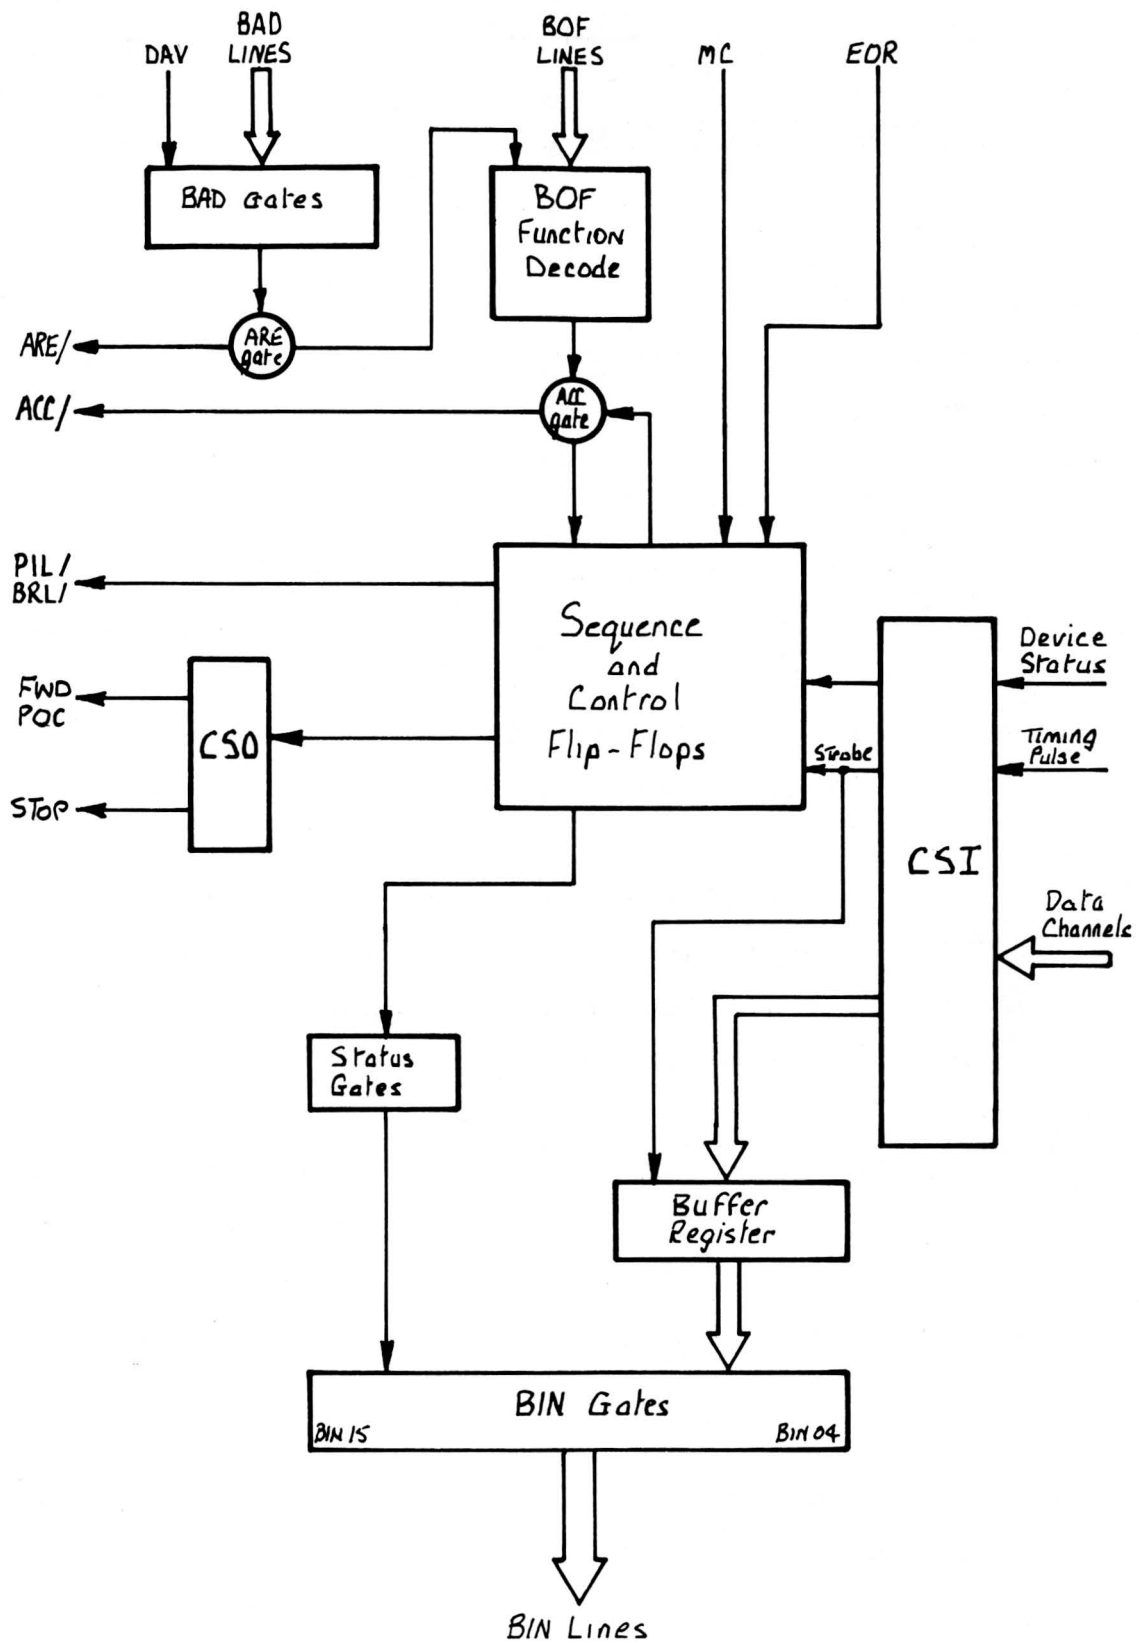 DAV
BAD
LINES
BOF
LINES
MC
EOR
BAD Gates
BOF
Function
Decode
ARE/
ARE
gate
ACC/
ACC
gate
PIL/
BRL/
Sequence
and
Control
Flip-Flops
Device
Status
FWD
POC
CSO
Strobe
Timing
Pulse
STOP
CSI
Data
Channels
Status
Gates
Buffer
Register
BIN Gates
BIN 15
BIN 04
BIN Lines